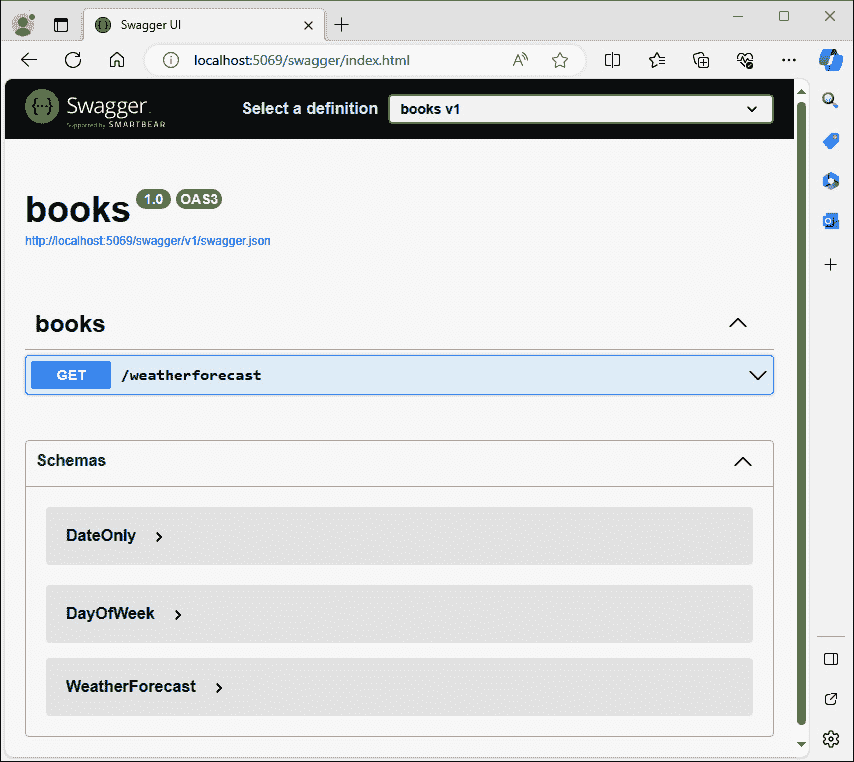 Swagger UI
localhost:5069/swagger/index.html
Swagger.
Supported by SMARTBEAR
Select a definition
books v1
books 1.0 OAS3
http://localhost:5069/swagger/v1/swagger.json
books
GET /weatherforecast
Schemas
DateOnly
DayOfWeek
WeatherForecast